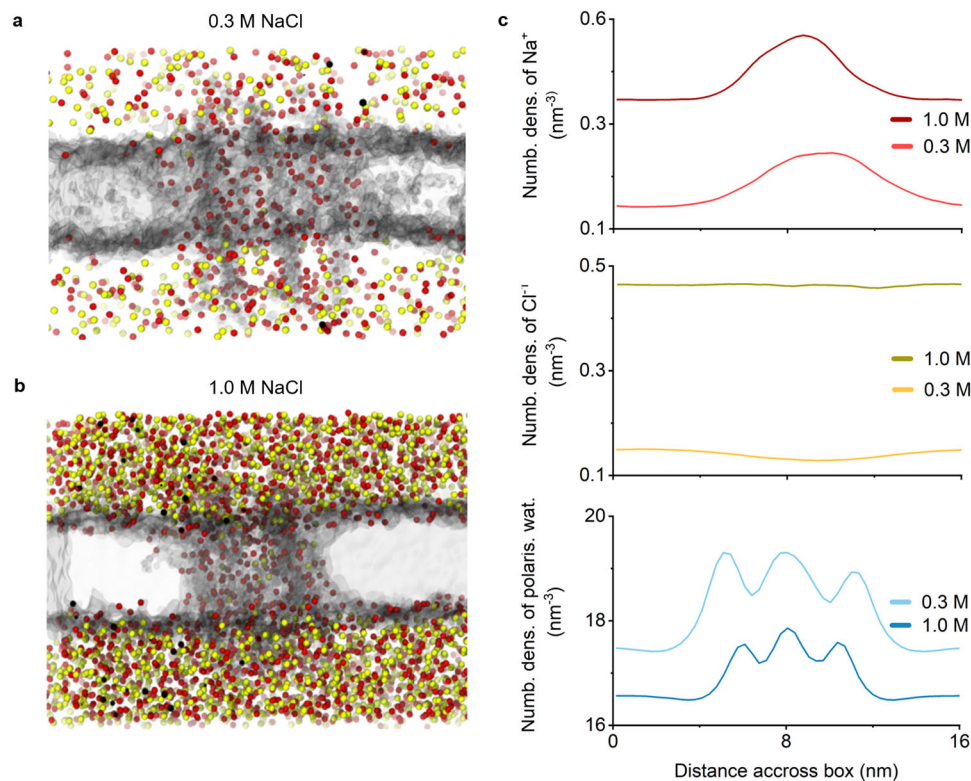 a
0.3 M NaCl
b
1.0 M NaCl
c
0.6
0.3
0.1
Numb. dens. of Na⁺
(nm⁻³)
1.0 M
0.3 M
0.5
0.3
0.1
Numb. dens. of Cl⁻¹
(nm⁻³)
1.0 M
0.3 M
20
18
16
Numb. dens. of polaris. wat.
(nm⁻³)
0.3 M
1.0 M
0 8 16
Distance accross box (nm)